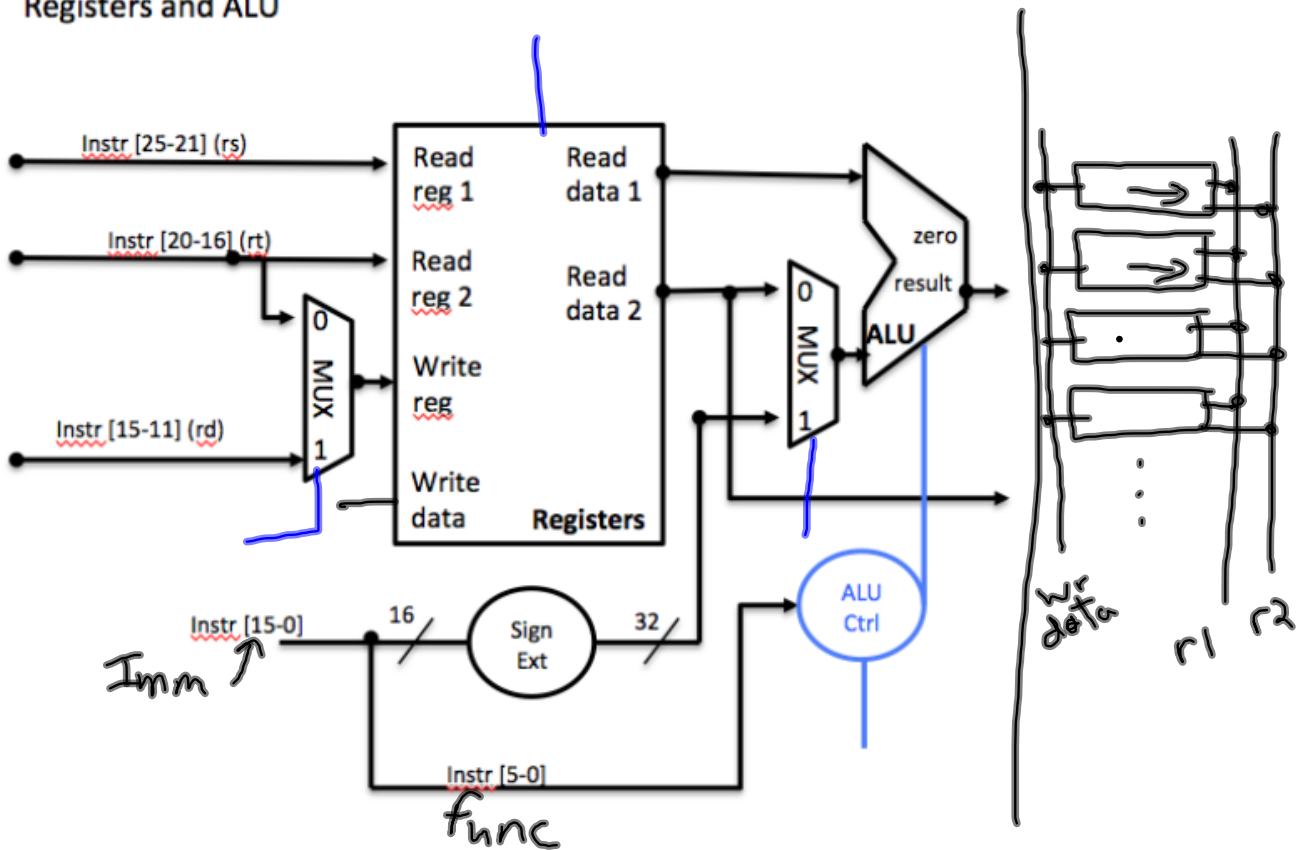 Registers and ALU
Instr [25-21] (rs)
Read
reg 1
Read
data 1
Instr [20-16] (rt)
Read
reg 2
Read
data 2
zero
result
ALU
0
MUX
1
0
MUX
1
Write
reg
Instr [15-11] (rd)
Write
data
Registers
Instr [15-0]
Imm
16
Sign
Ext
32
ALU
Ctrl
Instr [5-0]
func
wr
data
r1
r2